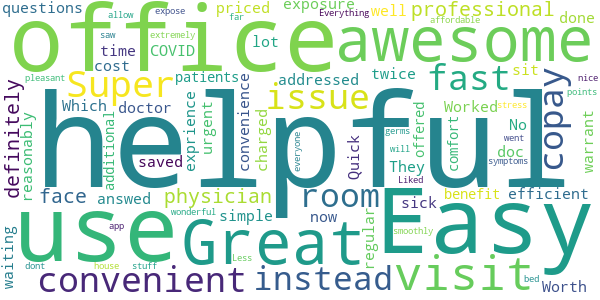 questions
allow
expose
far
exposure
Everything
well
professional
affordable
priced
office
awesome
saw
extremely
COVID
time
lot
done
cost
pleasant
Super
patients
addressed
twice
fast
sit
nice
points
Which
doctor
issue
Worked
No
copay
definitely
reasonably
additional
exprience
urgent
convenience
charged
everyone
helpful
Quick
They
germs
will
offered
comfort
doc
stress
went
symptoms
warrant
face
answered
saved
physician
room
Liked
sick
benefit
efficient
use
app
wonderful
simple
Great
now
regular
smoothly
visit
Easy
waiting
dont
house
stuff
convenient
Less
instead
bed
Worth